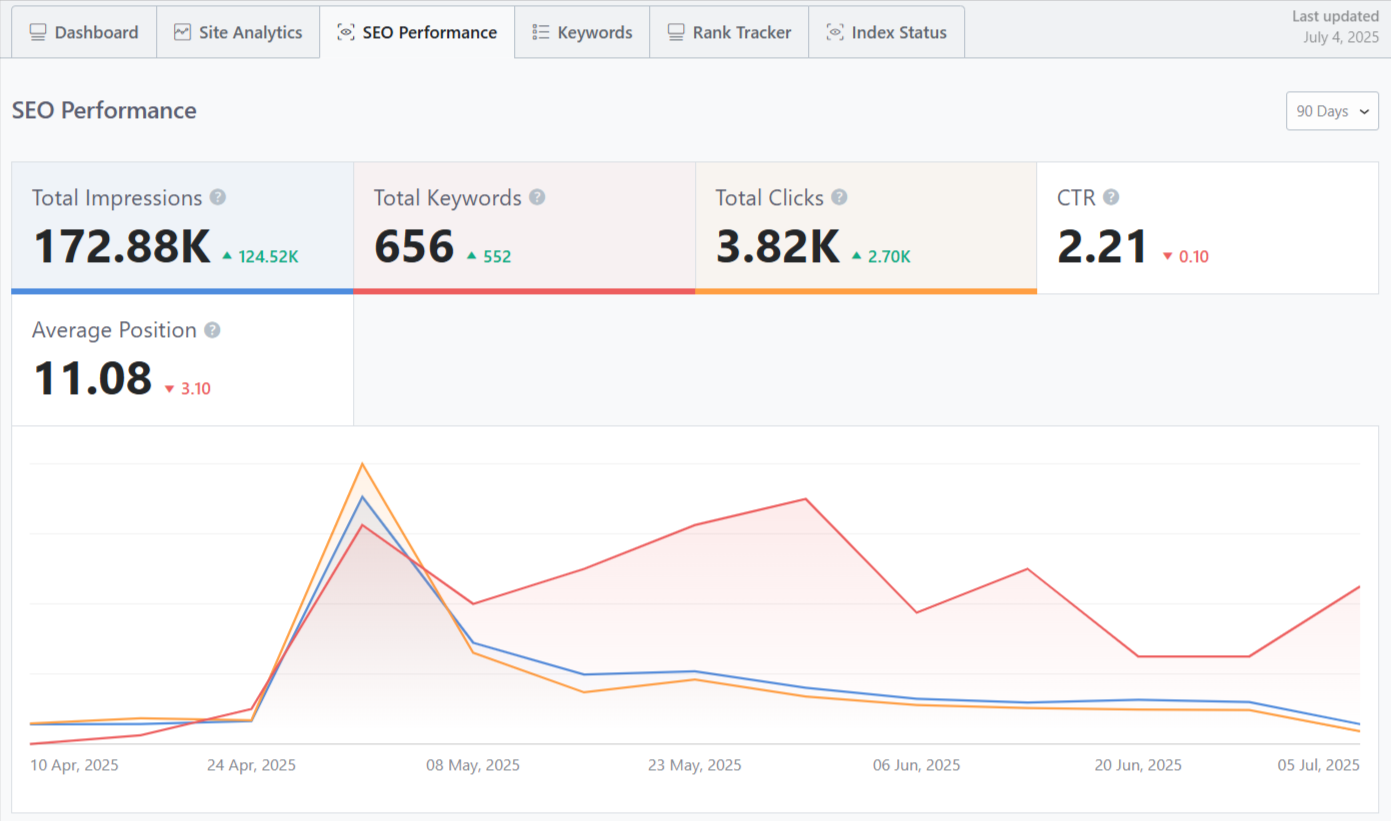 Dashboard Site Analytics SEO Performance Keywords Rank Tracker Index Status
Last updated
July 4, 2025
SEO Performance
90 Days
Total Impressions ?
172.88K 124.52K
Total Keywords ?
656 552
Total Clicks ?
3.82K 2.70K
CTR ?
2.21 0.10
Average Position ?
11.08 3.10
10 Apr, 2025 24 Apr, 2025 08 May, 2025 23 May, 2025 06 Jun, 2025 20 Jun, 2025 05 Jul, 2025